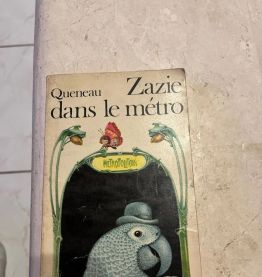 Queneau Zazie
dans le métro
METROPOLITAIN